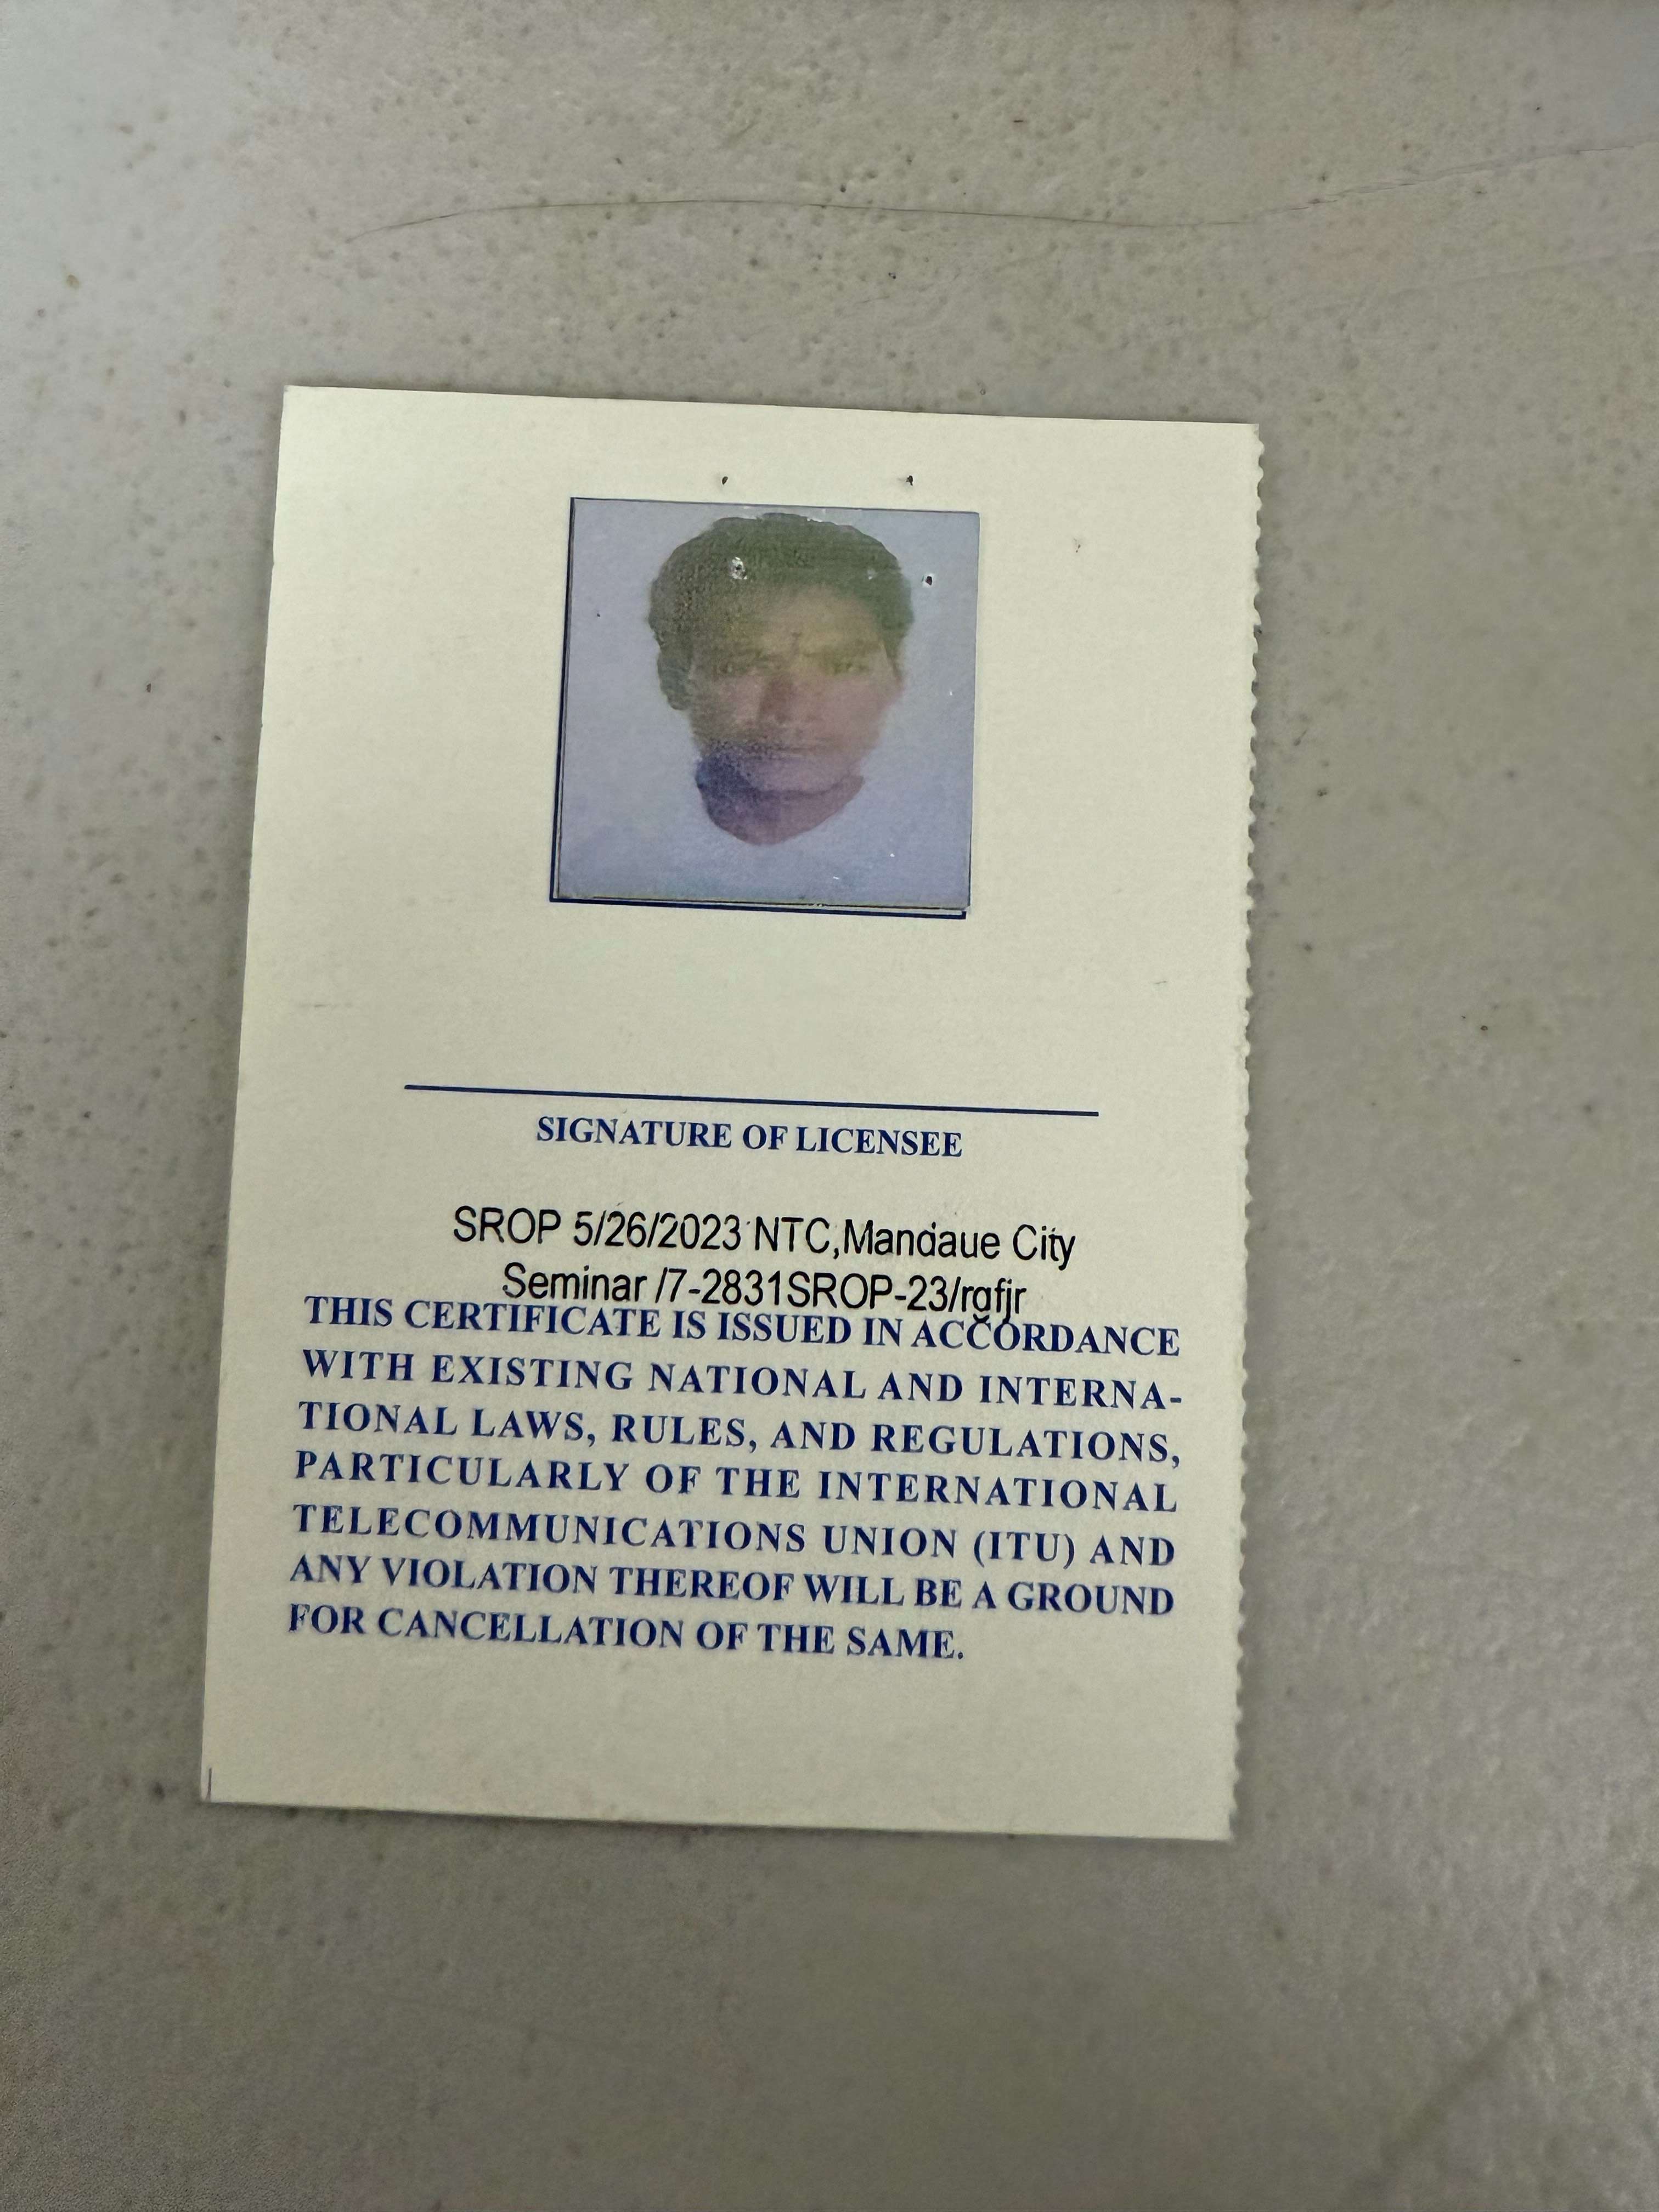 SIGNATURE OF LICENSEE
SROP 5/26/2023 NTC,Mandaue City
Seminar /7-2831SROP-23/rgfjr
THIS CERTIFICATE IS ISSUED IN ACCORDANCE
WITH EXISTING NATIONAL AND INTERNA-
TIONAL LAWS, RULES, AND REGULATIONS,
PARTICULARLY OF THE INTERNATIONAL
TELECOMMUNICATIONS UNION (ITU) AND
ANY VIOLATION THEREOF WILL BE A GROUND
FOR CANCELLATION OF THE SAME.